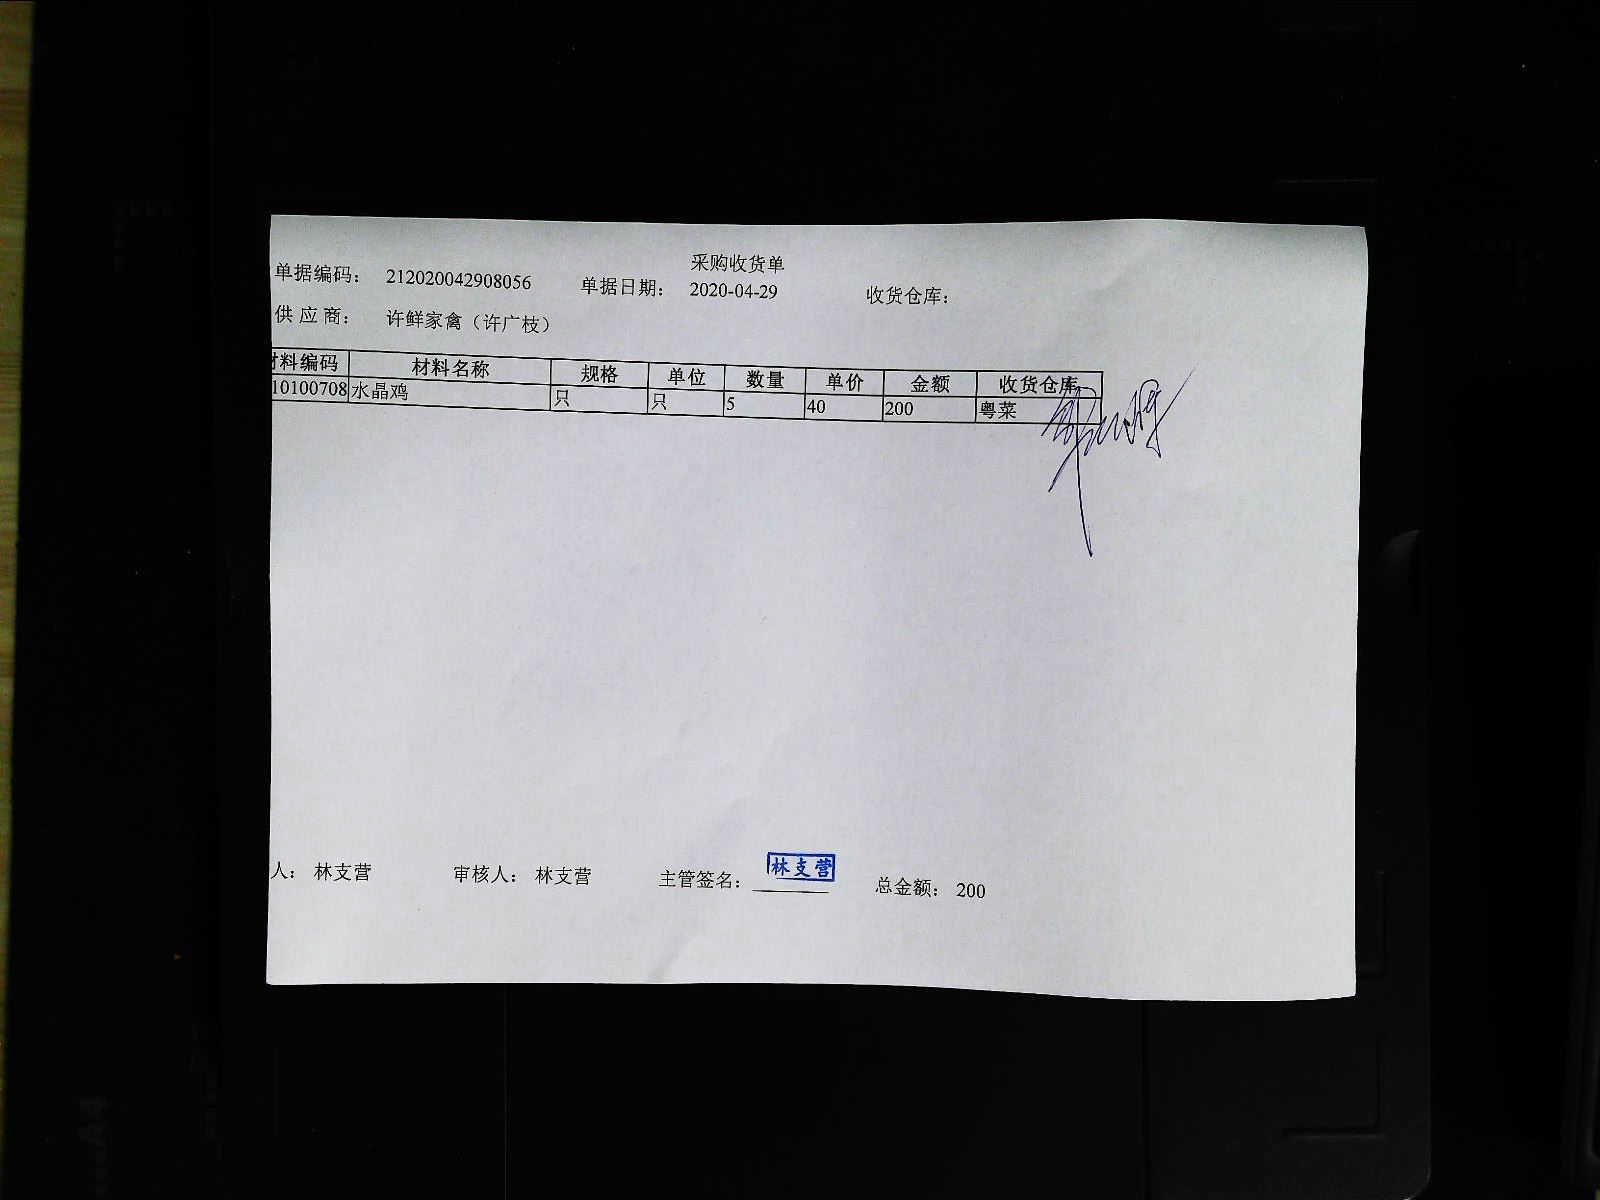 采购收货单
单据编码： 212020042908056 单据日期： 2020-04-29 收货仓库：
供应商： 许鲜家禽（许广枝）
材料编码 材料名称 规格 单位 数量 单价 金额 收货仓库
10100708 水晶鸡 只 只 5 40 200 粤菜
人： 林支营 审核人： 林支营 主管签名： 林支营 总金额： 200